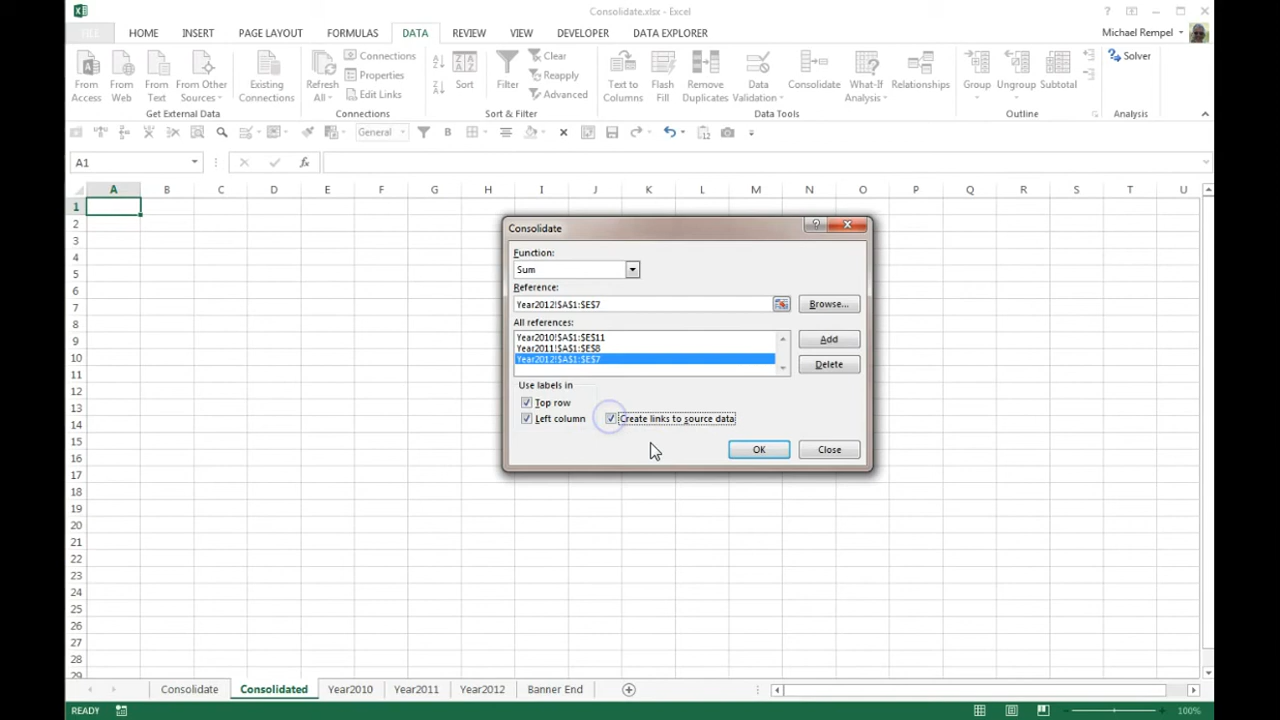 Consolidate.xlsx - Excel
FILE HOME INSERT PAGE LAYOUT FORMULAS DATA REVIEW VIEW DEVELOPER DATA EXPLORER Michael Rempel
From Access
From Web
From Text
From Other Sources
Existing Connections
Refresh All
Connections
Properties
Edit Links
Sort
Filter
Clear
Reapply
Advanced
Text to Columns
Flash Fill
Remove Duplicates
Data Validation
Consolidate
What-If Analysis
Relationships
Group
Ungroup
Subtotal
Solver
Get External Data Connections Sort & Filter Data Tools Outline Analysis
General B
A1 fx
A B C D E F G H I J K L M N O P Q R S T U
1
2
3
4
5
6
7
8
9
10
11
12
13
14
15
16
17
18
19
20
21
22
23
24
25
26
27
28
29
Consolidate
Function:
Sum
Reference:
Year2012!$A$1:$E$7 Browse...
All references:
Year2010!$A$1:$E$11
Year2011!$A$1:$E$8
Year2012!$A$1:$E$7
Add
Delete
Use labels in
Top row
Left column Create links to source data
OK Close
Consolidate Consolidated Year2010 Year2011 Year2012 Banner End
READY 100%